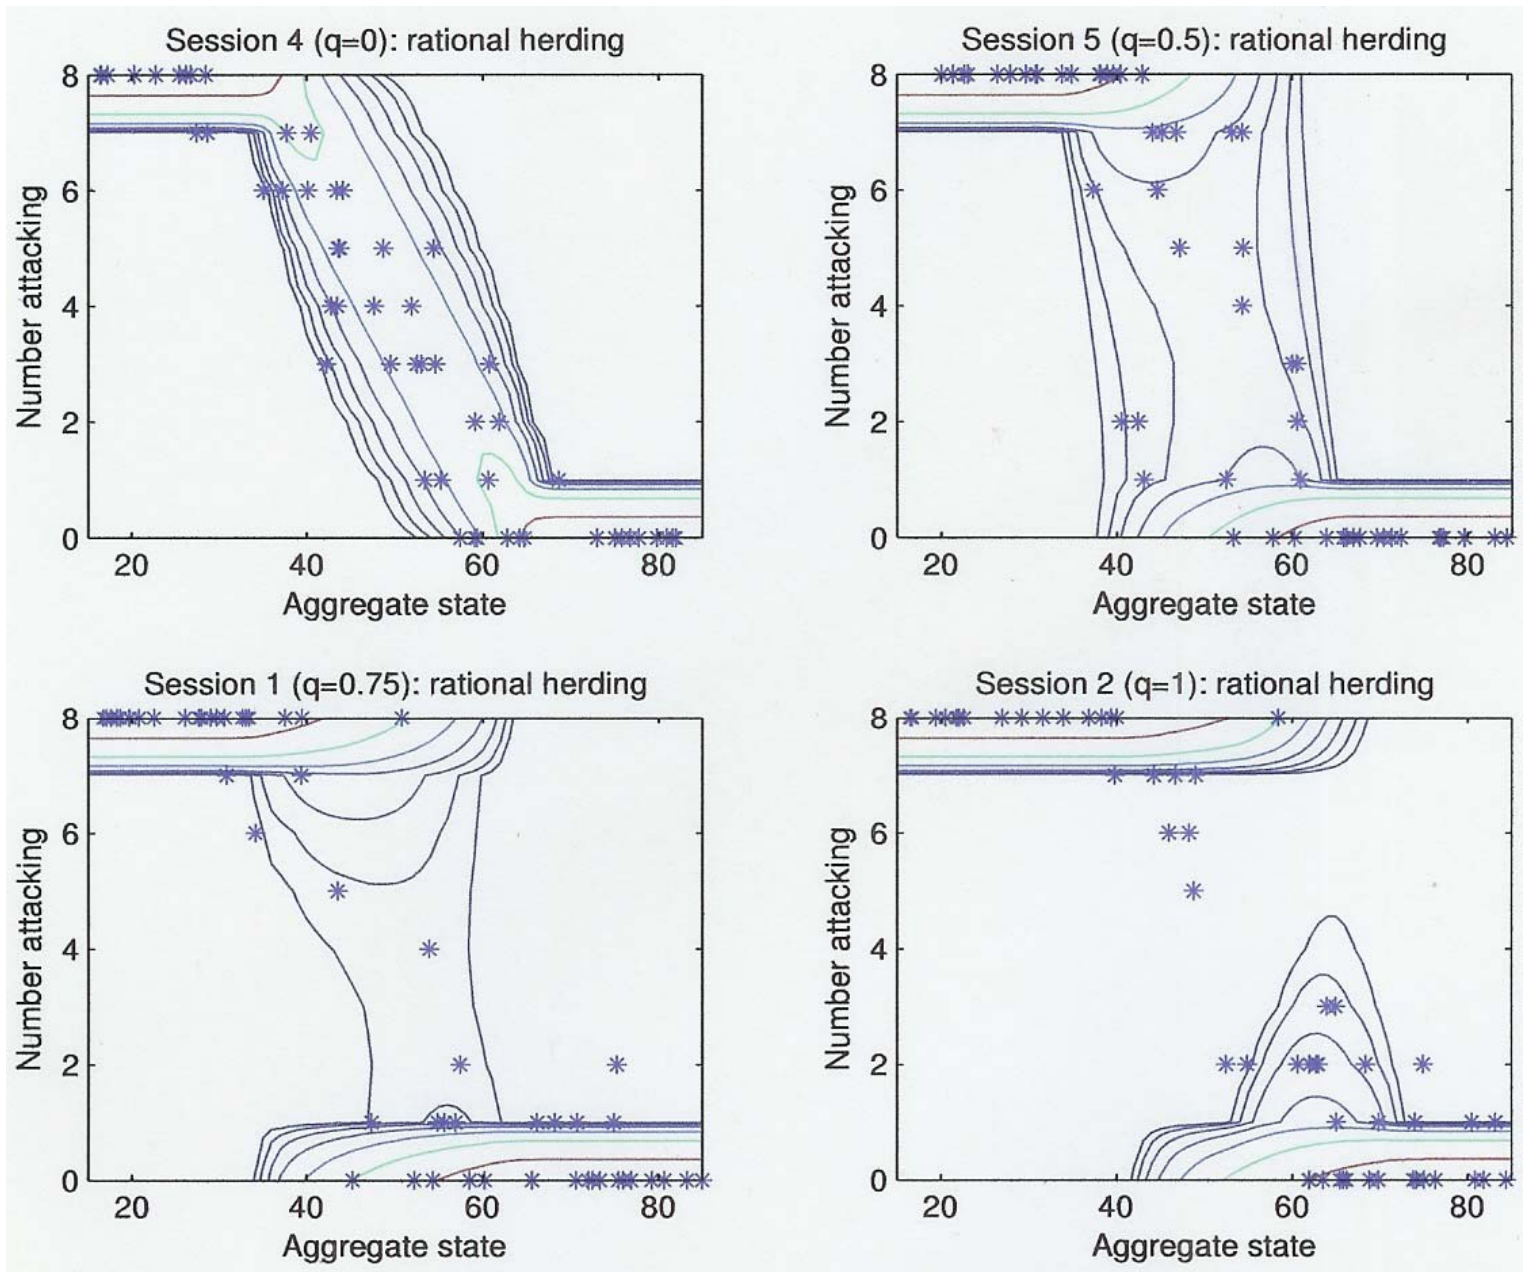 Session 4 (q=0): rational herding
8
6
4
2
0
20 40 60 80
Number attacking
Aggregate state
Session 5 (q=0.5): rational herding
8
6
4
2
0
20 40 60 80
Number attacking
Aggregate state
Session 1 (q=0.75): rational herding
8
6
4
2
0
20 40 60 80
Number attacking
Aggregate state
Session 2 (q=1): rational herding
8
6
4
2
0
20 40 60 80
Number attacking
Aggregate state